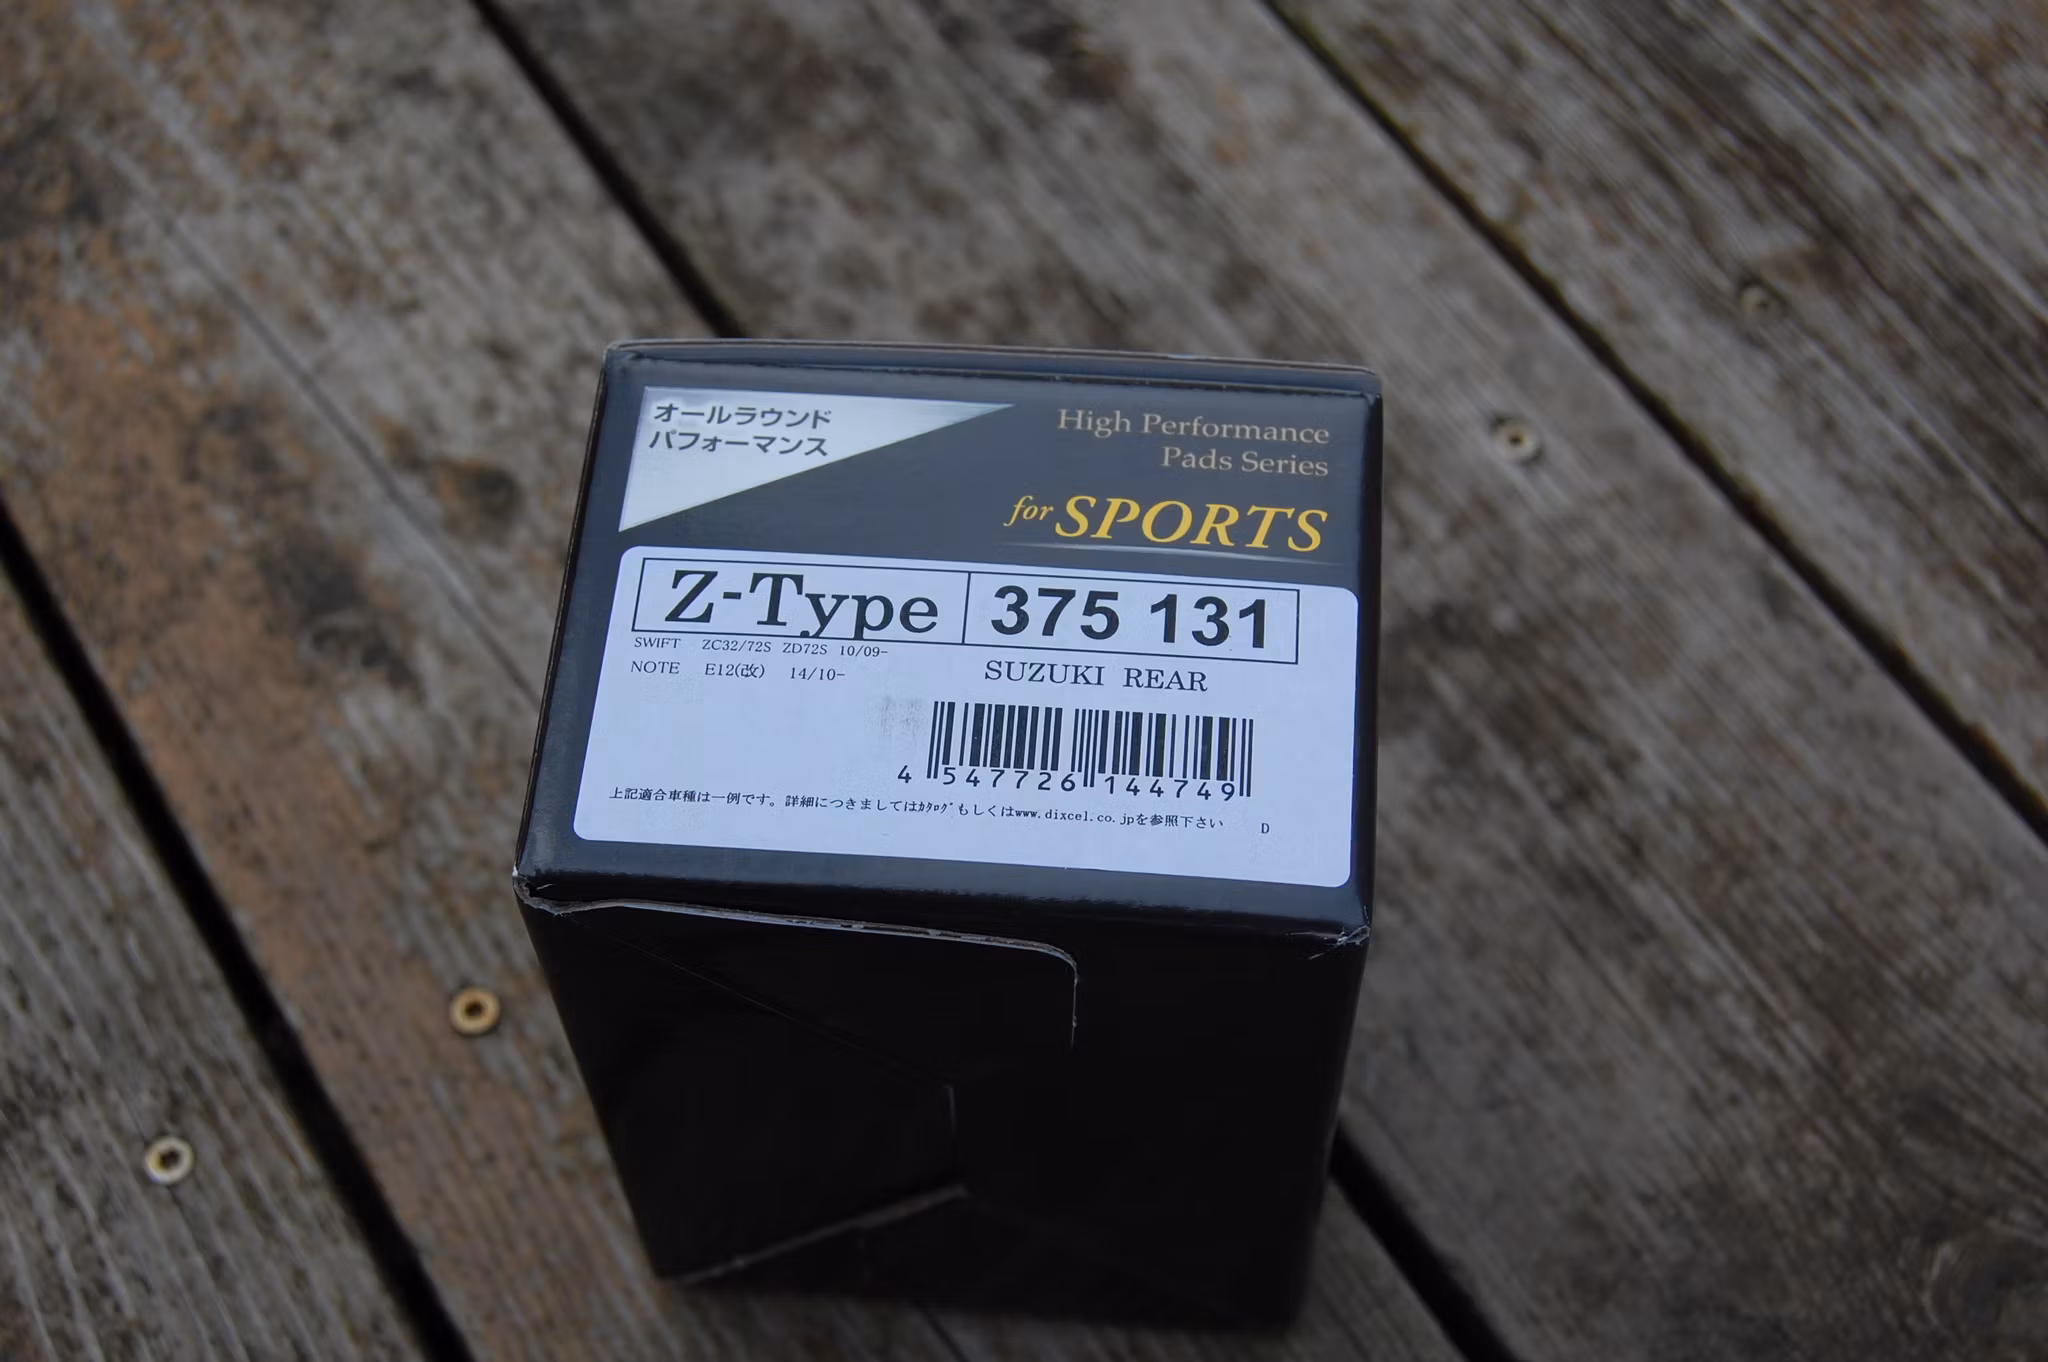 オールラウンド
パフォーマンス
High Performance
Pads Series
for SPORTS
Z-Type 375 131
SWIFT ZC32/72S ZD72S 10/09-
NOTE E12(改) 14/10-
SUZUKI REAR
4 547726 144749
上記適合車種は一例です。詳細につきましてはｶﾀﾛｸﾞもしくはwww.dixcel.co.jpを参照下さい D